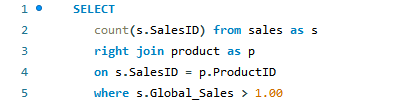 1 SELECT
2 count(s.SalesID) from sales as s
3 right join product as p
4 on s.SalesID = p.ProductID
5 where s.Global_Sales > 1.00